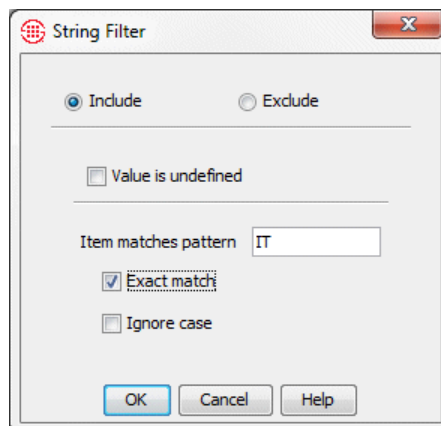 String Filter
Include Exclude
Value is undefined
Item matches pattern IT
Exact match
Ignore case
OK Cancel Help